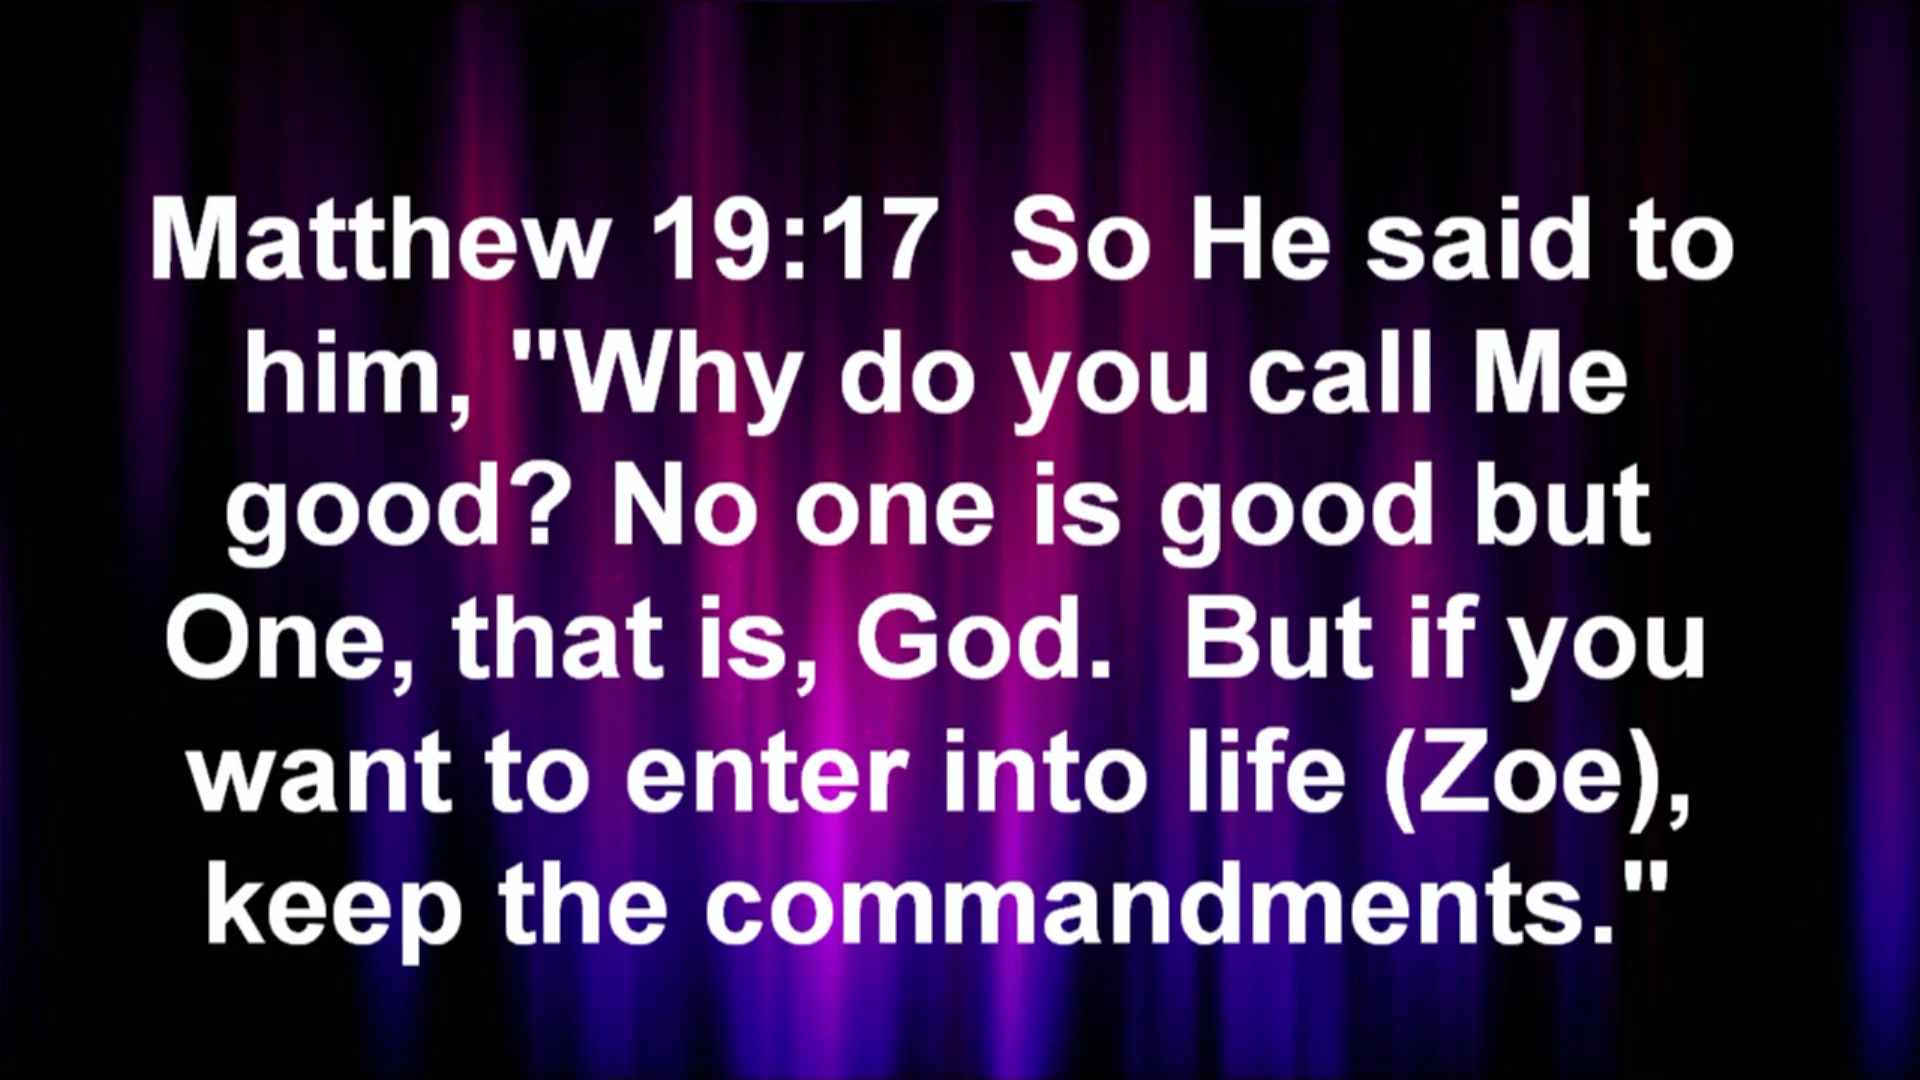 Matthew 19:17  So He said to
him, "Why do you call Me
good? No one is good but
One, that is, God.  But if you
want to enter into life (Zoe),
keep the commandments."